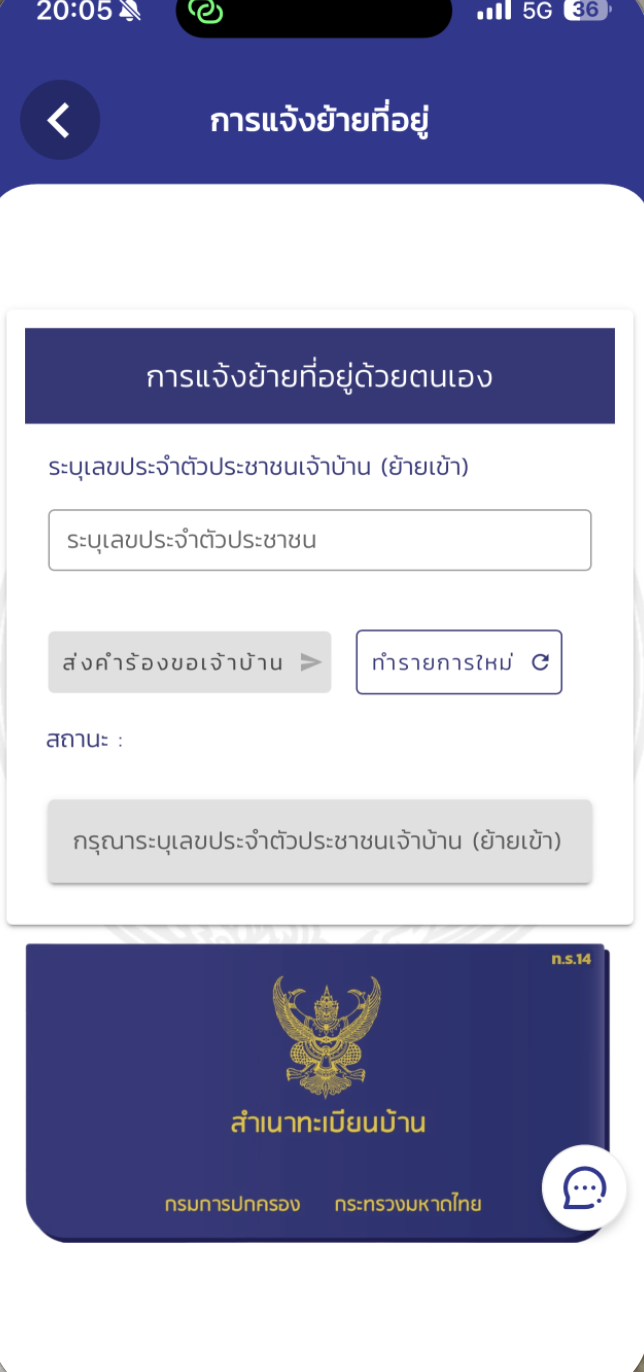 20:05 5G 36
การแจ้งย้ายที่อยู่
การแจ้งย้ายที่อยู่ด้วยตนเอง
ระบุเลขประจำตัวประชาชนเจ้าบ้าน (ย้ายเข้า)
ระบุเลขประจำตัวประชาชน
ส่งคำร้องขอเจ้าบ้าน ทำรายการใหม่
สถานะ :
กรุณาระบุเลขประจำตัวประชาชนเจ้าบ้าน (ย้ายเข้า)
ท.ร.14
สำเนาทะเบียนบ้าน
กรมการปกครอง กระทรวงมหาดไทย